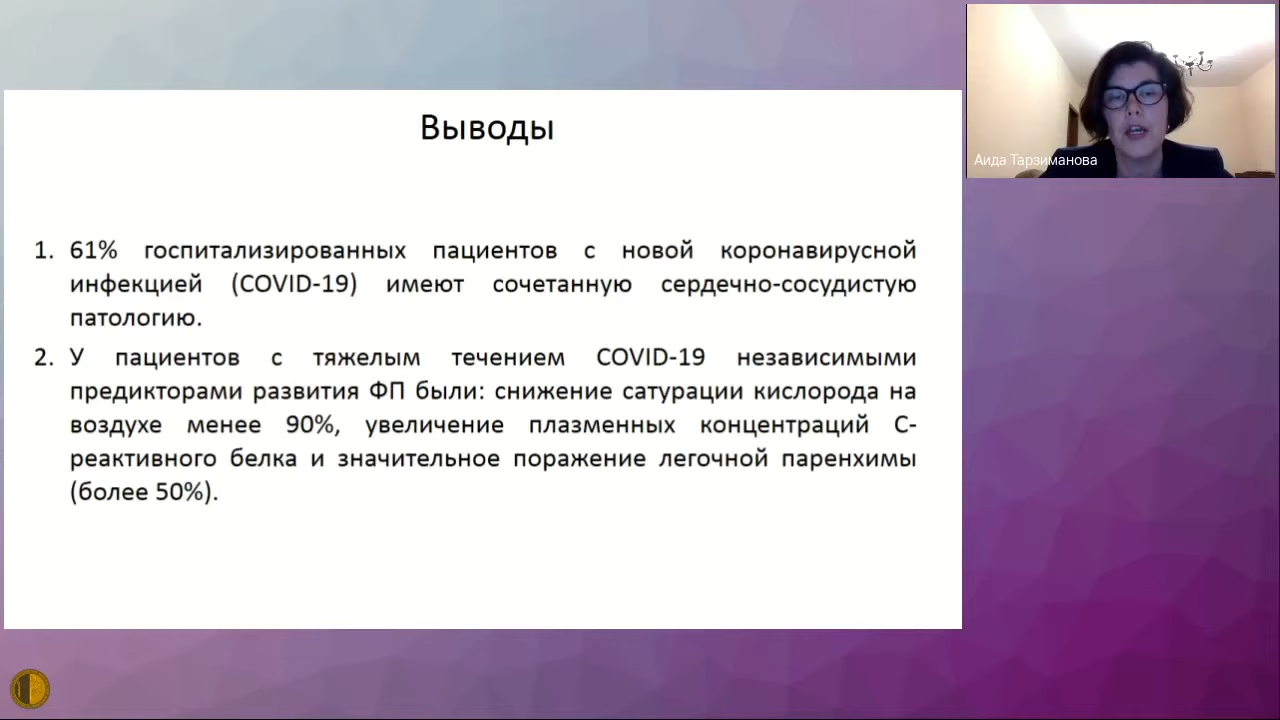 Выводы
Аида Тарзиманова
1. 61% госпитализированных пациентов с новой коронавирусной
инфекцией (COVID-19) имеют сочетанную сердечно-сосудистую
патологию.
2. У пациентов с тяжелым течением COVID-19 независимыми
предикторами развития ФП были: снижение сатурации кислорода на
воздухе менее 90%, увеличение плазменных концентраций С-
реактивного белка и значительное поражение легочной паренхимы
(более 50%).